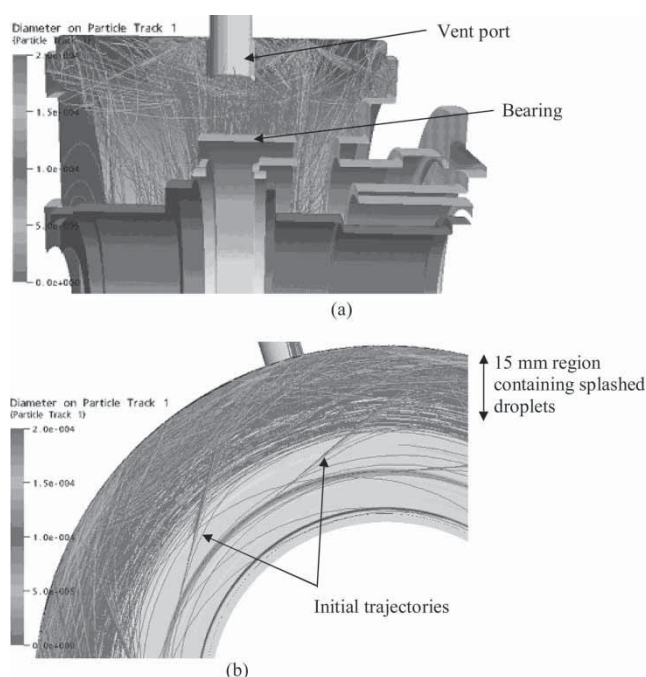 Diameter on Particle Track 1
(Particle Track 1)
2.0e-004
1.5e-004
1.0e-004
5.0e-005
0.0e+000
Vent port
Bearing
(a)
Diameter on Particle Track 1
(Particle Track 1)
2.0e-004
1.5e-004
1.0e-004
5.0e-005
0.0e+000
15 mm region
containing splashed
droplets
Initial trajectories
(b)